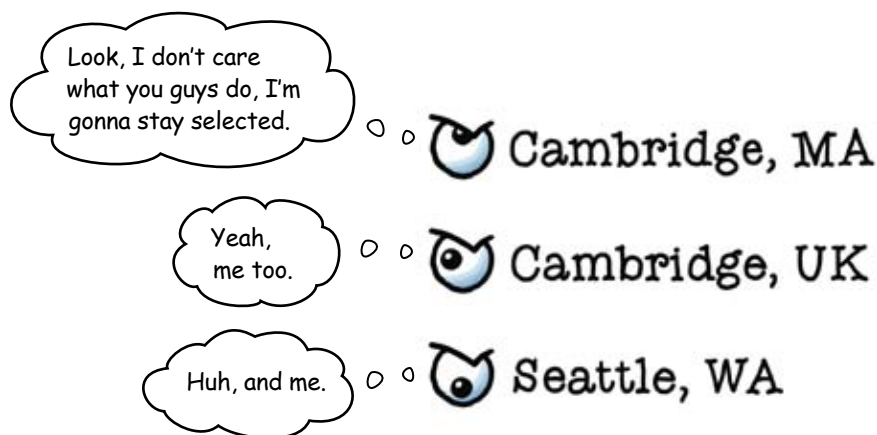 Look, I don't care
what you guys do, I'm
gonna stay selected.
Cambridge, MA
Yeah,
me too.
Cambridge, UK
Huh, and me.
Seattle, WA